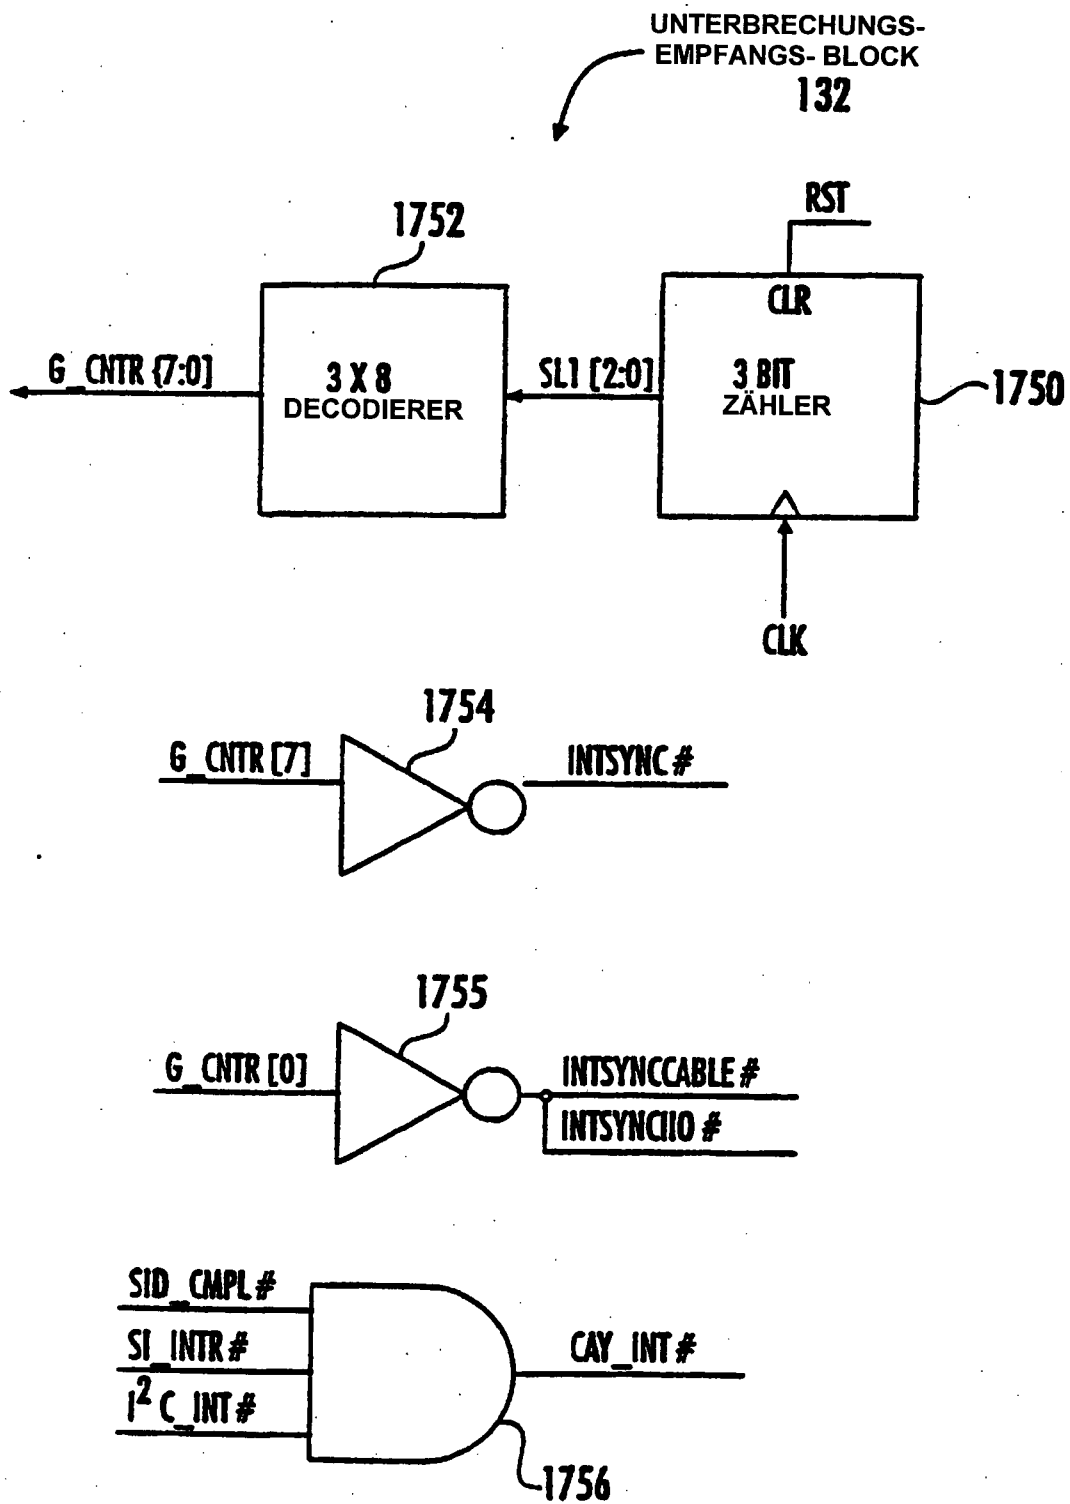 UNTERBRECHUNGS-
EMPFANGS- BLOCK
132
RST
1752
CLR
G_CNTR {7:0]
3 X 8
DECODIERER
SL1 [2:0]
3 BIT
ZÄHLER
1750
CLK
1754
G_CNTR [7]
INTSYNC #
1755
G_CNTR [0]
INTSYNCCABLE #
INTSYNCIIO #
SID_CMPL #
SI_INTR #
I² C_INT #
CAY_INT #
1756